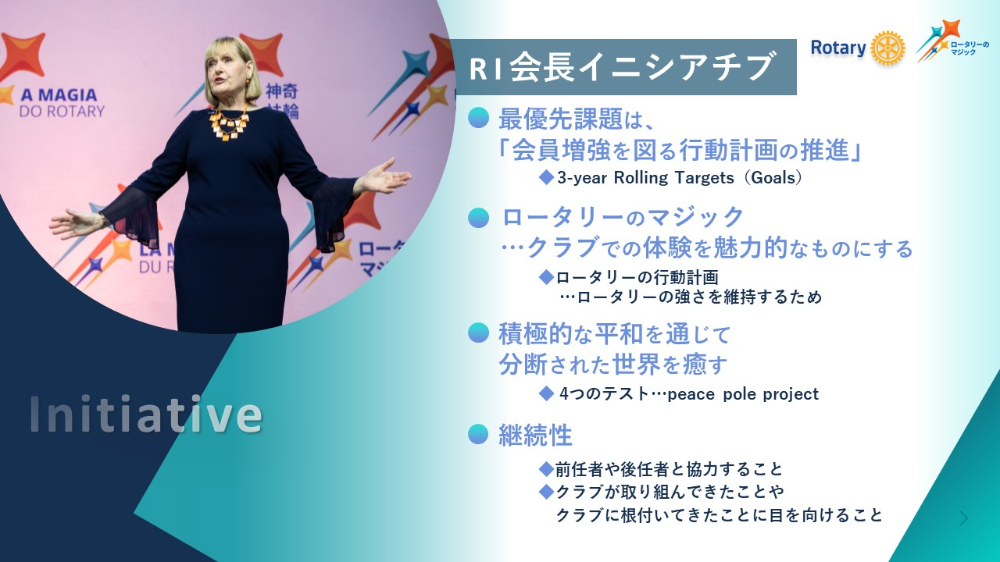 A MAGIA
DO ROTARY
神奇
扶輪
LA M
DU R
ロータ
マジ
Initiative
RI会長イニシアチブ
Rotary
ロータリーの
マジック
最優先課題は、
「会員増強を図る行動計画の推進」
◆3-year Rolling Targets（Goals）
ロータリーのマジック
…クラブでの体験を魅力的なものにする
◆ロータリーの行動計画
…ロータリーの強さを維持するため
積極的な平和を通じて
分断された世界を癒す
◆ 4つのテスト…peace pole project
継続性
◆前任者や後任者と協力すること
◆クラブが取り組んできたことや
クラブに根付いてきたことに目を向けること